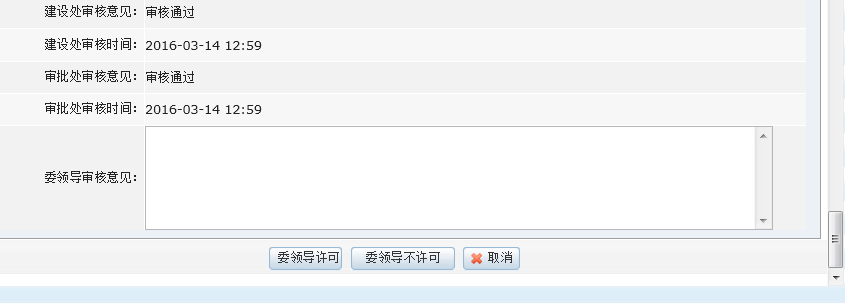 建设处审核意见: 审核通过
建设处审核时间: 2016-03-14 12:59
审批处审核意见: 审核通过
审批处审核时间: 2016-03-14 12:59
委领导审核意见:
委领导许可 委领导不许可 取消